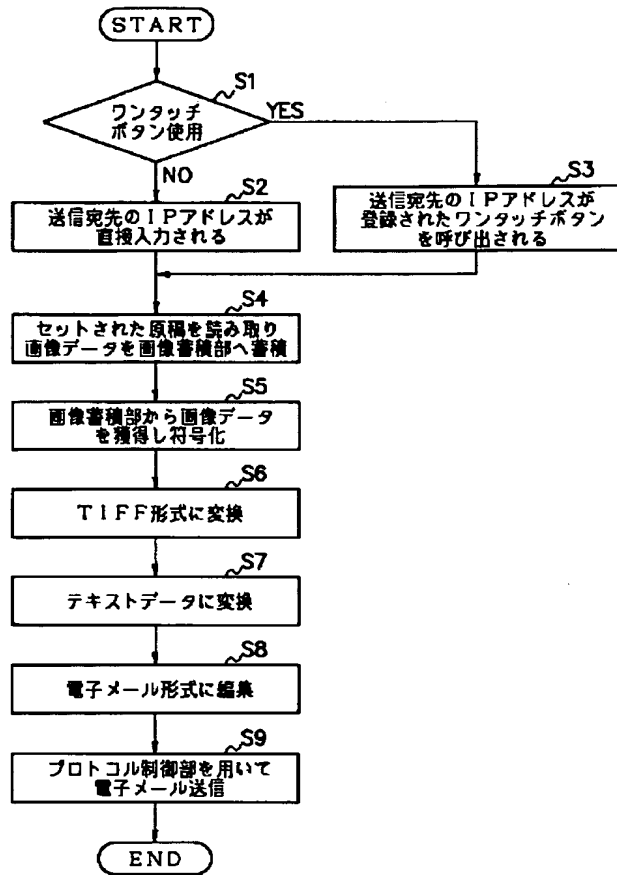 START
S1
ワンタッチ
ボタン使用
YES
NO
S2
送信宛先のIPアドレスが
直接入力される
S3
送信宛先のIPアドレスが
登録されたワンタッチボタン
を呼び出される
S4
セットされた原稿を読み取り
画像データを画像蓄積部へ蓄積
S5
画像蓄積部から画像データ
を獲得し符号化
S6
TIFF形式に変換
S7
テキストデータに変換
S8
電子メール形式に編集
S9
プロトコル制御部を用いて
電子メール送信
END